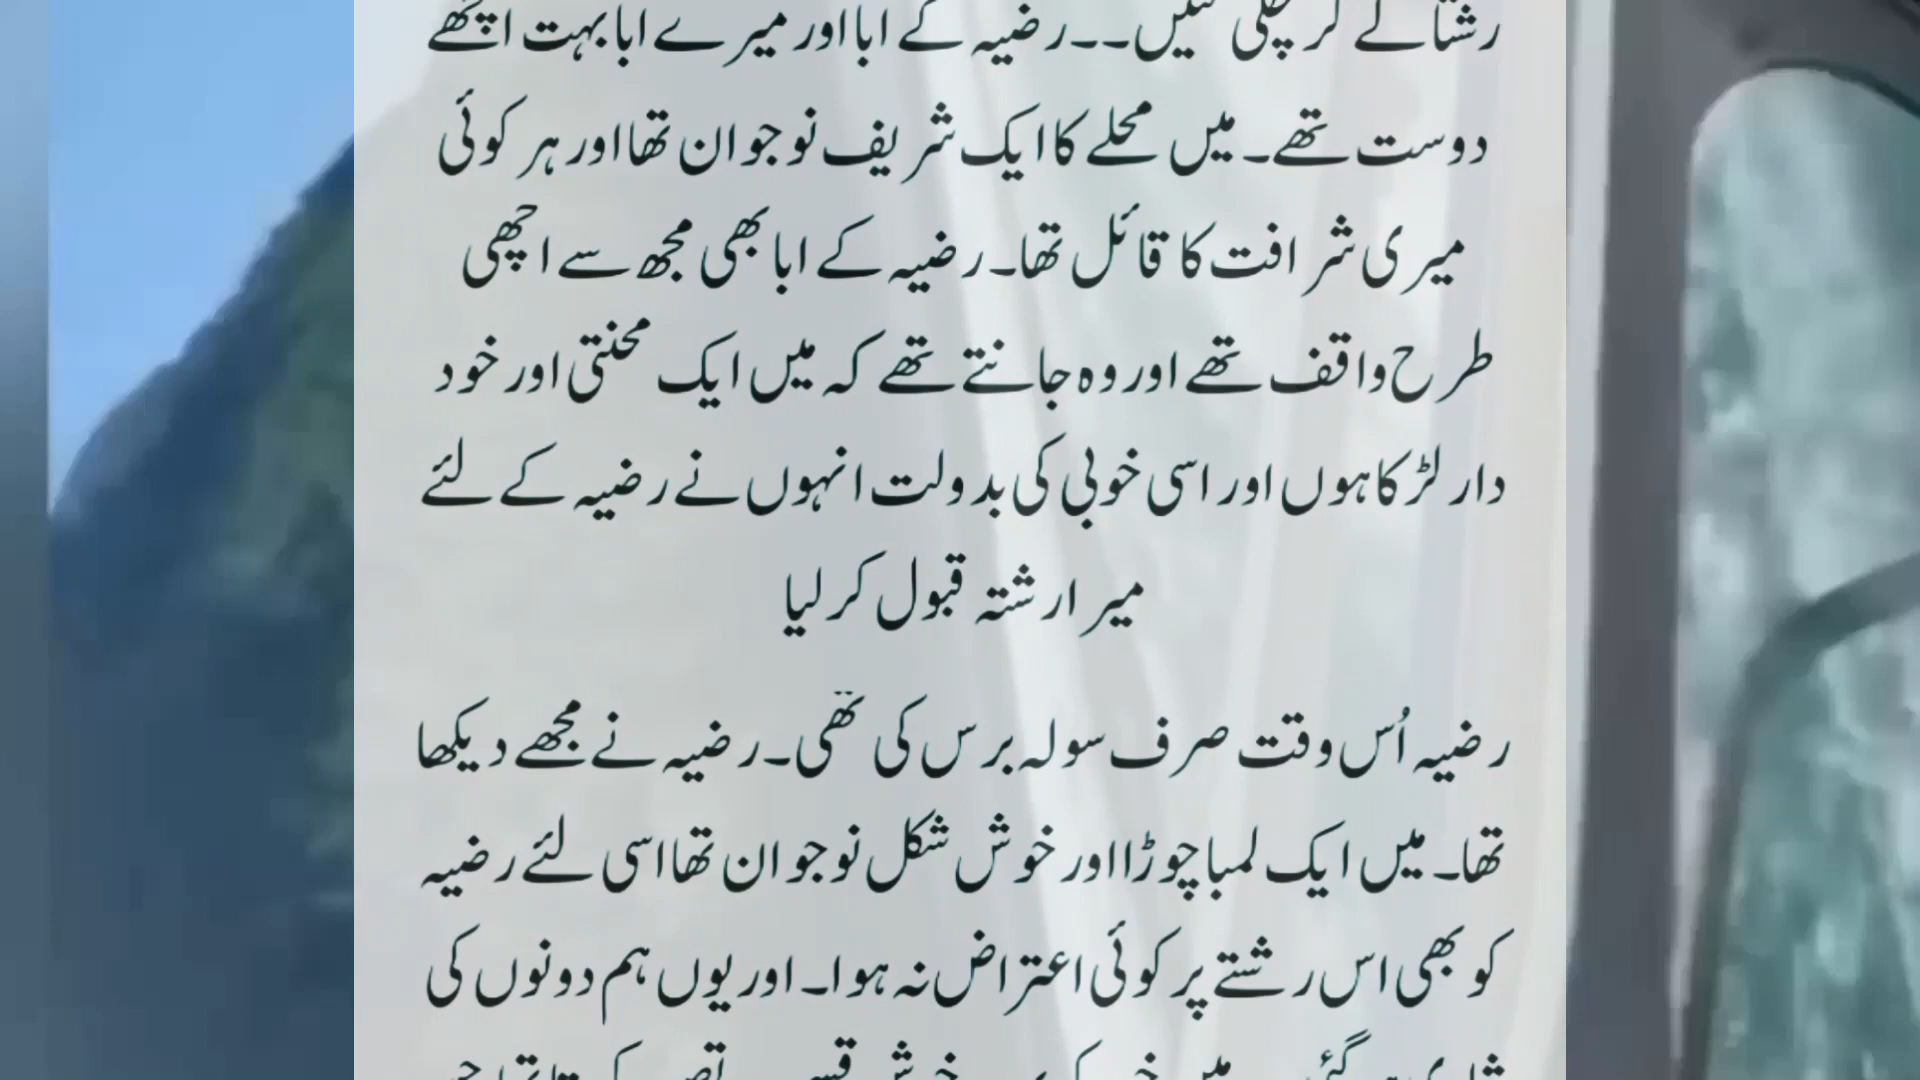 رشتہ لے کر چلی گئیں۔۔رضیہ کے ابا اور میرے ابا بہت اچھے
دوست تھے۔ میں محلے کا ایک شریف نوجوان تھا اور ہر کوئی
میری شرافت کا قائل تھا۔ رضیہ کے ابا بھی مجھ سے اچھی
طرح واقف تھے اور وہ جانتے تھے کہ میں ایک محنتی اور خود
دار لڑکا ہوں اور اسی خوبی کی بدولت انہوں نے رضیہ کے لئے
میرا رشتہ قبول کر لیا
رضیہ اُس وقت صرف سولہ برس کی تھی۔ رضیہ نے مجھے دیکھا
تھا۔ میں ایک لمبا چوڑا اور خوش شکل نوجوان تھا اسی لئے رضیہ
کو بھی اس رشتے پر کوئی اعتراض نہ ہوا۔ اور یوں ہم دونوں کی